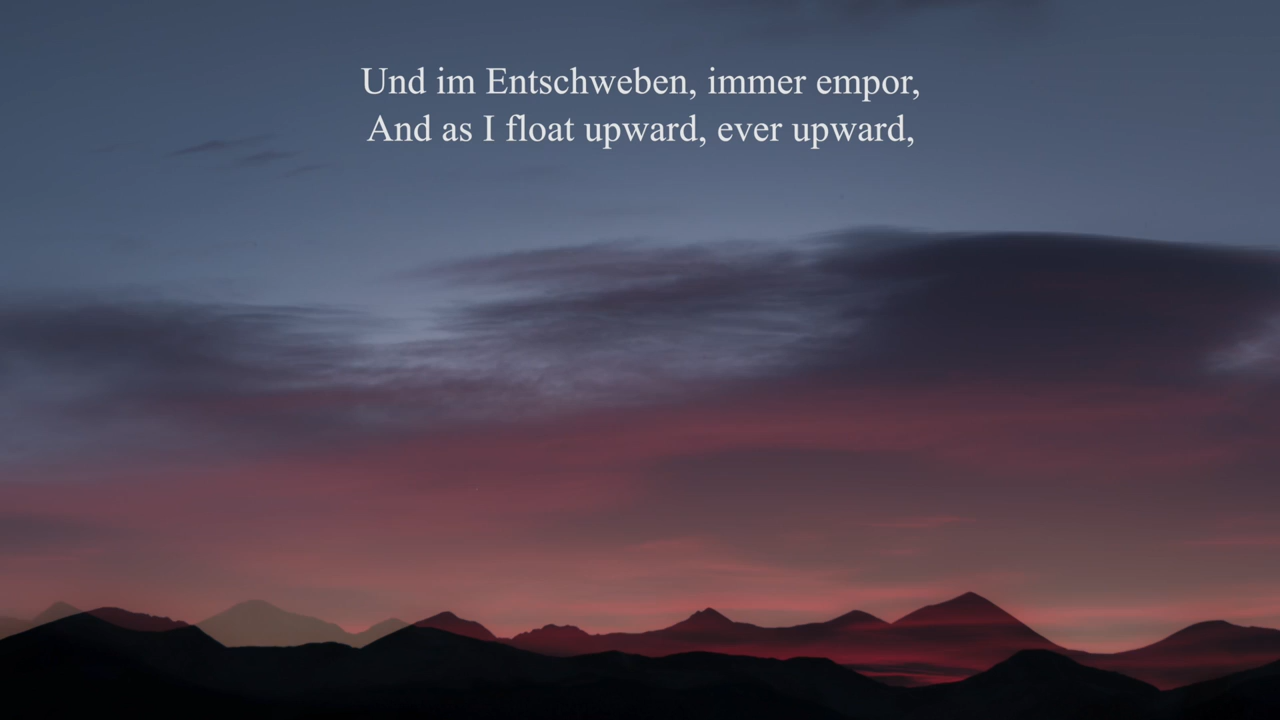 Und im Entschweben, immer empor,
And as I float upward, ever upward,